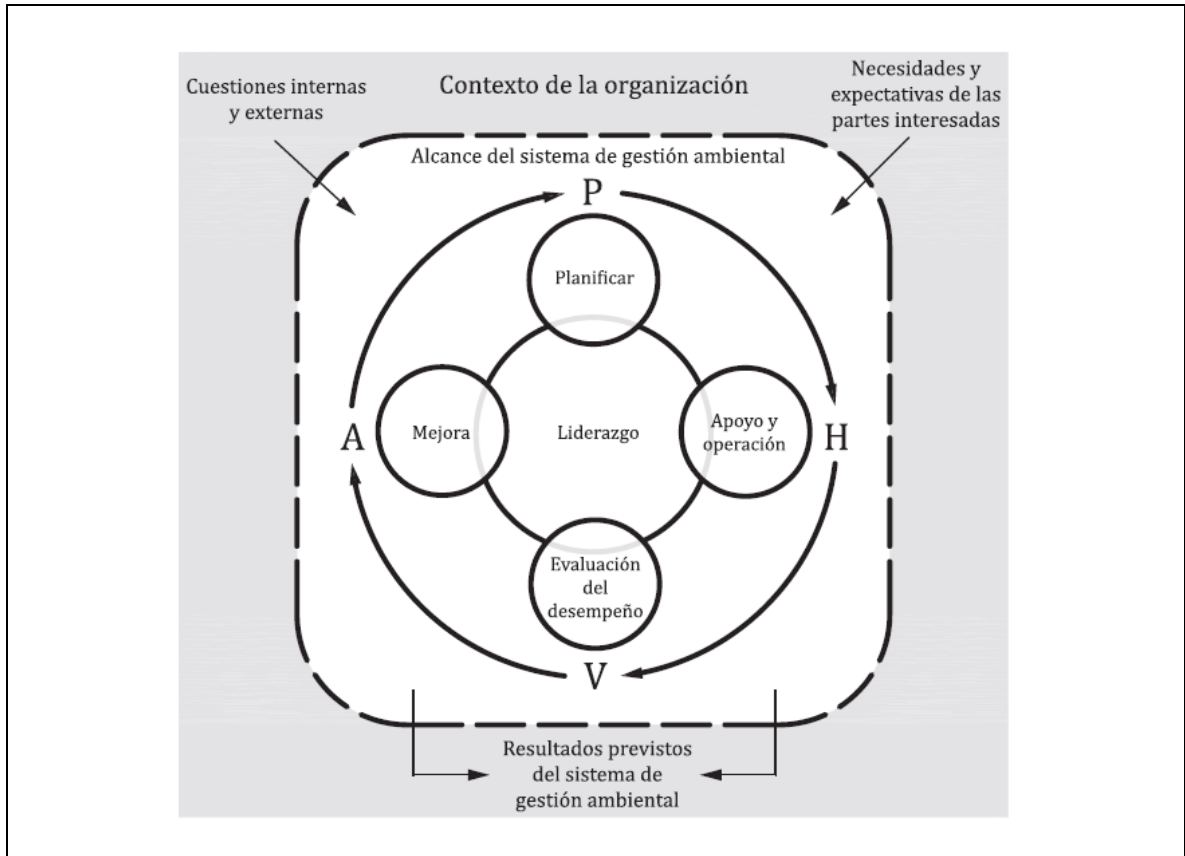 Cuestiones internas
y externas
Contexto de la organización
Necesidades y
expectativas de las
partes interesadas
Alcance del sistema de gestión ambiental
P
Planificar
A
Mejora
Liderazgo
Apoyo y
operación
H
Evaluación
del
desempeño
V
Resultados previstos
del sistema de
gestión ambiental